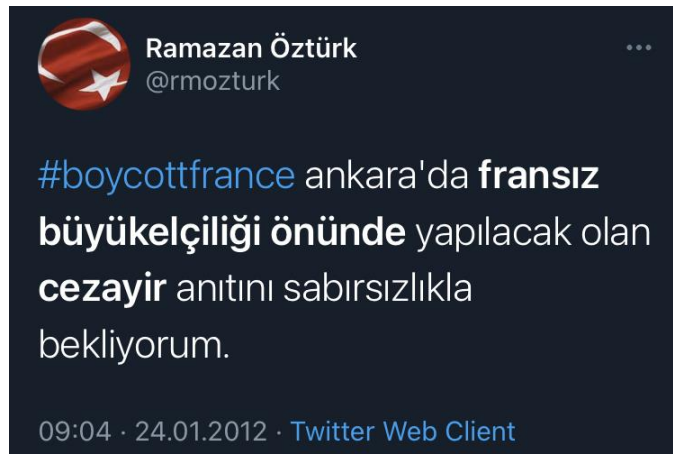 Ramazan Öztürk
@rmozturk
#boycottfrance ankara'da fransız
büyükelçiliği önünde yapılacak olan
cezayir anıtını sabırsızlıkla
bekliyorum.
09:04 · 24.01.2012 · Twitter Web Client